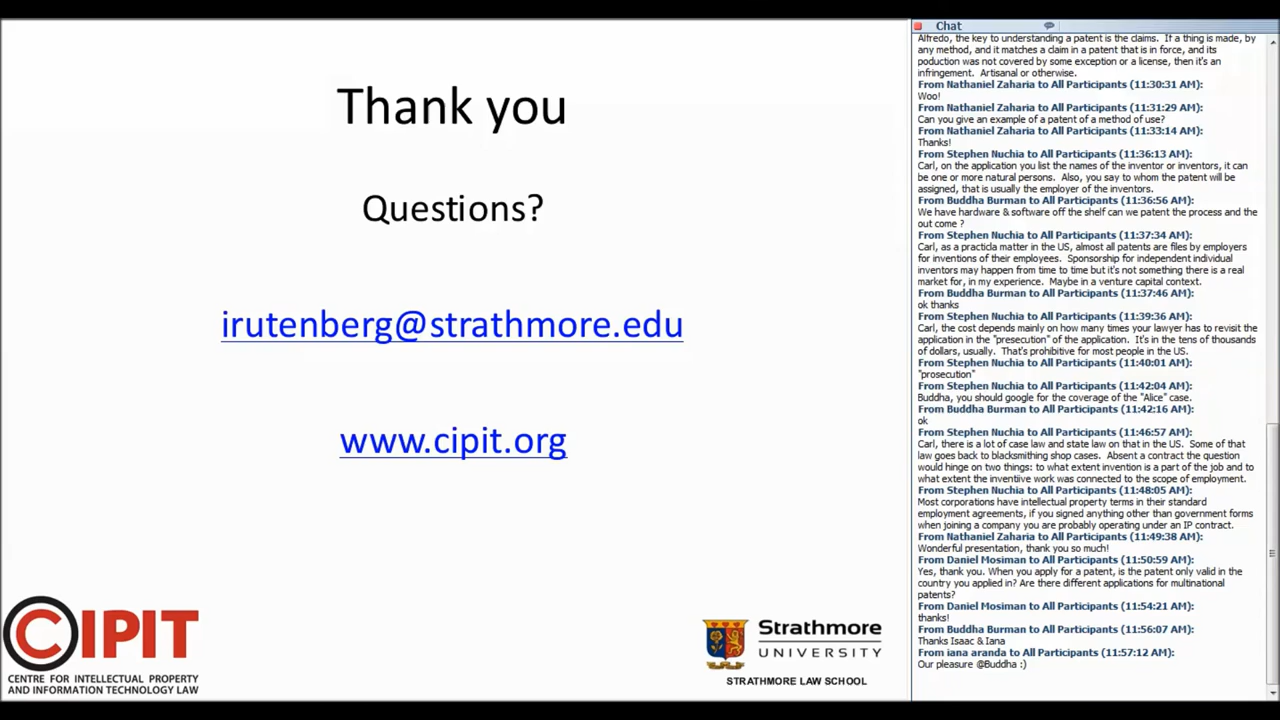 Thank you
Questions?
irutenberg@strathmore.edu
www.cipit.org
CIPIT
CENTRE FOR INTELLECTUAL PROPERTY
AND INFORMATION TECHNOLOGY LAW
Strathmore
UNIVERSITY
STRATHMORE LAW SCHOOL
Chat
Alfredo, the key to understanding a patent is the claims. If a thing is made, by
any method, and it matches a claim in a patent that is in force, and its
poduction was not covered by some exception or a license, then it's an
infringement. Artisanal or otherwise.
From Nathaniel Zaharia to All Participants (11:30:31 AM):
Woo!
From Nathaniel Zaharia to All Participants (11:31:29 AM):
Can you give an example of a patent of a method of use?
From Nathaniel Zaharia to All Participants (11:33:14 AM):
Thanks!
From Stephen Nuchia to All Participants (11:36:13 AM):
Carl, on the application you list the names of the inventor or inventors, it can
be one or more natural persons. Also, you say to whom the patent will be
assigned, that is usually the employer of the inventors.
From Buddha Burman to All Participants (11:36:56 AM):
We have hardware & software off the shelf can we patent the process and the
out come ?
From Stephen Nuchia to All Participants (11:37:34 AM):
Carl, as a practicla matter in the US, almost all patents are files by employers
for inventions of their employees. Sponsorship for independent individual
inventors may happen from time to time but it's not something there is a real
market for, in my experience. Maybe in a venture capital context.
From Buddha Burman to All Participants (11:37:46 AM):
ok thanks
From Stephen Nuchia to All Participants (11:39:36 AM):
Carl, the cost depends mainly on how many times your lawyer has to revisit the
application in the "presecution" of the application. It's in the tens of thousands
of dollars, usually. That's prohibitive for most people in the US.
From Stephen Nuchia to All Participants (11:40:01 AM):
"prosecution"
From Stephen Nuchia to All Participants (11:42:04 AM):
Buddha, you should google for the coverage of the "Alice" case.
From Buddha Burman to All Participants (11:42:16 AM):
ok
From Stephen Nuchia to All Participants (11:46:57 AM):
Carl, there is a lot of case law and state law on that in the US. Some of that
law goes back to blacksmithing shop cases. Absent a contract the question
would hinge on two things: to what extent invention is a part of the job and to
what extent the inventive work was connected to the scope of employment.
From Stephen Nuchia to All Participants (11:48:05 AM):
Most corporations have intellectual property terms in their standard
employment agreements, if you signed anything other than government forms
when joining a company you are probably operating under an IP contract.
From Nathaniel Zaharia to All Participants (11:49:38 AM):
Wonderful presentation, thank you so much!
From Daniel Mosiman to All Participants (11:50:59 AM):
Yes, thank you. When you apply for a patent, is the patent only valid in the
country you applied in? Are there different applications for multinational
patents?
From Daniel Mosiman to All Participants (11:54:21 AM):
thanks!
From Buddha Burman to All Participants (11:56:07 AM):
Thanks Isaac & Iana
From iana aranda to All Participants (11:57:12 AM):
Our pleasure @Buddha :)